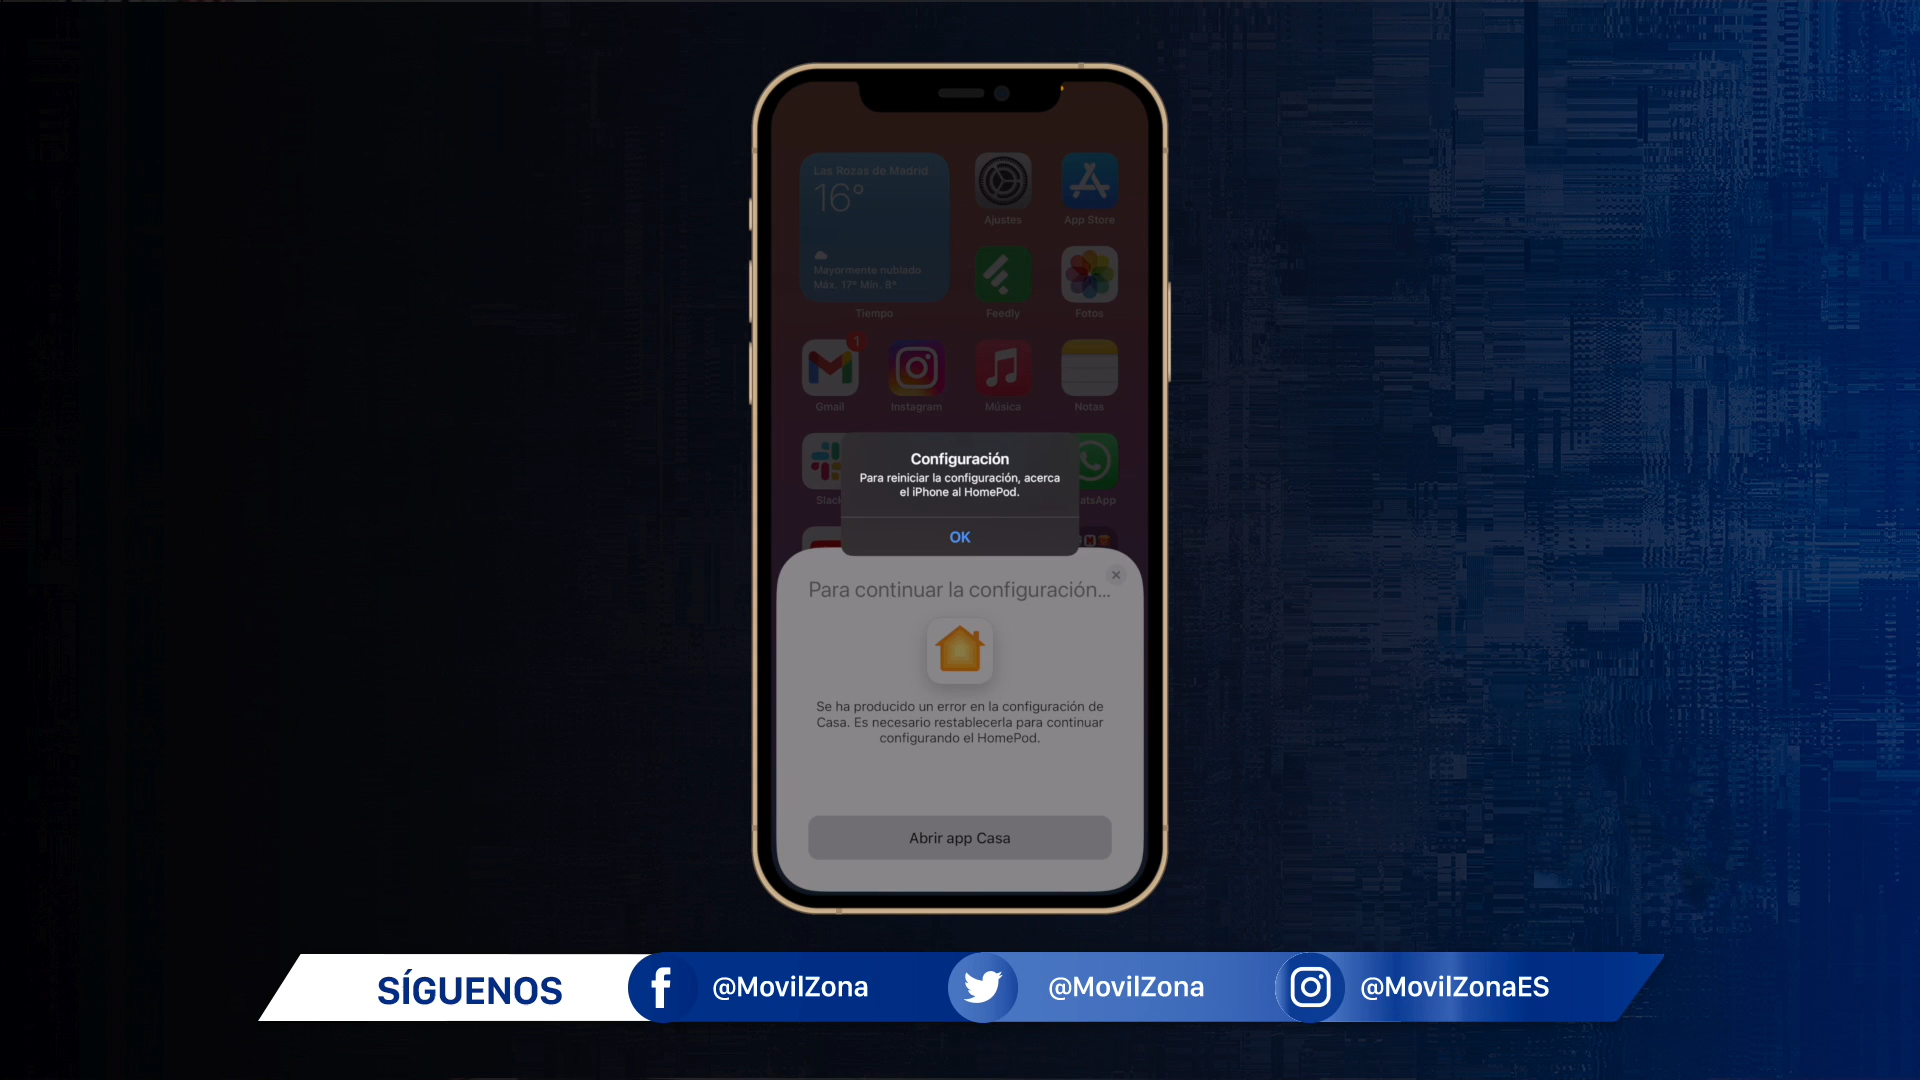 Las Rozas de Madrid
16°
Mayormente nublado
Máx. 17° Mín. 8°
Tiempo
Ajustes
App Store
Feedly
Fotos
1
Gmail
Instagram
Música
Notas
Slack
atsApp
Configuración
Para reiniciar la configuración, acerca
el iPhone al HomePod.
OK
Para continuar la configuración...
Se ha producido un error en la configuración de
Casa. Es necesario restablecerla para continuar
configurando el HomePod.
Abrir app Casa
SÍGUENOS
@MovilZona
@MovilZona
@MovilZonaES